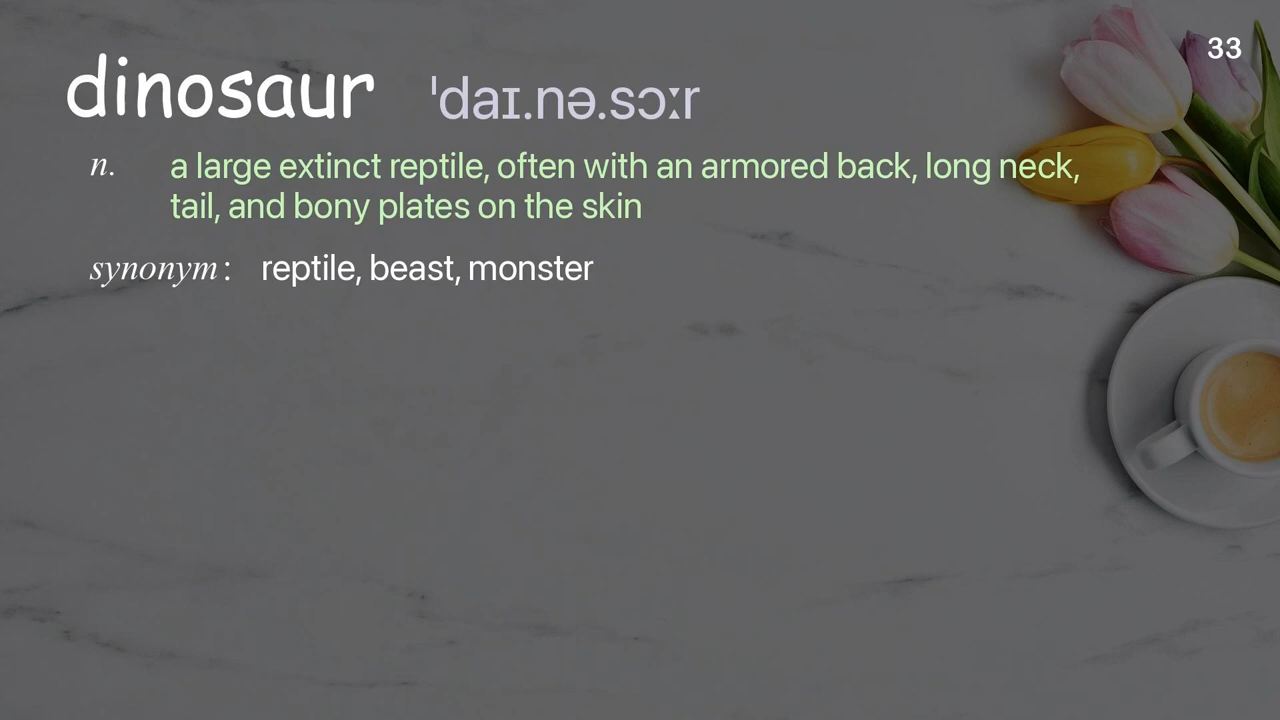 33
dinosaur ˈdaɪ.nə.sɔːr
n. a large extinct reptile, often with an armored back, long neck,
tail, and bony plates on the skin
synonym: reptile, beast, monster